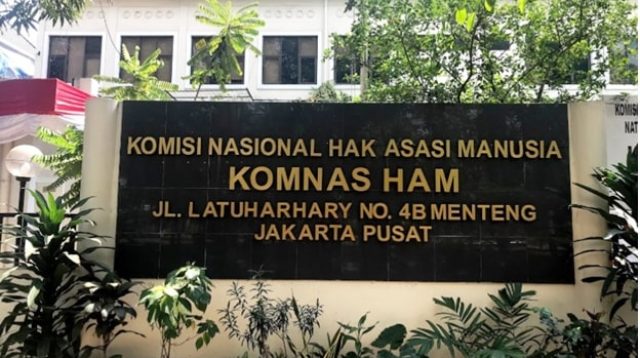 KOMISI NASIONAL HAK ASASI MANUSIA
KOMNAS HAM
JL. LATUHARHARY NO. 4B MENTENG
JAKARTA PUSAT